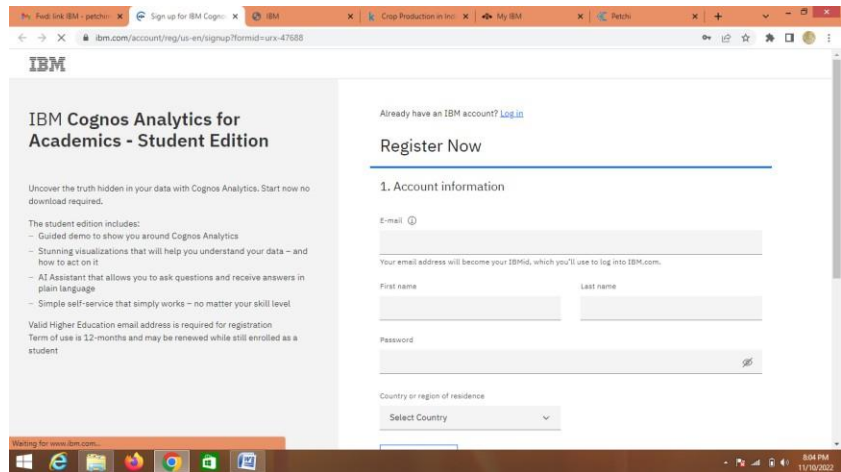 Fwd: link IBM - petchin
Sign up for IBM Cogno
IBM
Crop Production in Indi
My IBM
Petchi
ibm.com/account/reg/us-en/signup?formid=urx-47688
IBM
IBM Cognos Analytics for
Academics - Student Edition
Uncover the truth hidden in your data with Cognos Analytics. Start now no
download required.
The student edition includes:
– Guided demo to show you around Cognos Analytics
– Stunning visualizations that will help you understand your data – and
how to act on it
– AI Assistant that allows you to ask questions and receive answers in
plain language
– Simple self-service that simply works – no matter your skill level
Valid Higher Education email address is required for registration
Term of use is 12-months and may be renewed while still enrolled as a
student
Already have an IBM account? Log in
Register Now
1. Account information
E-mail
Your email address will become your IBMid, which you'll use to log into IBM.com.
First name Last name
Password
Country or region of residence
Select Country
Waiting for www.ibm.com...
8:04 PM
11/10/2022